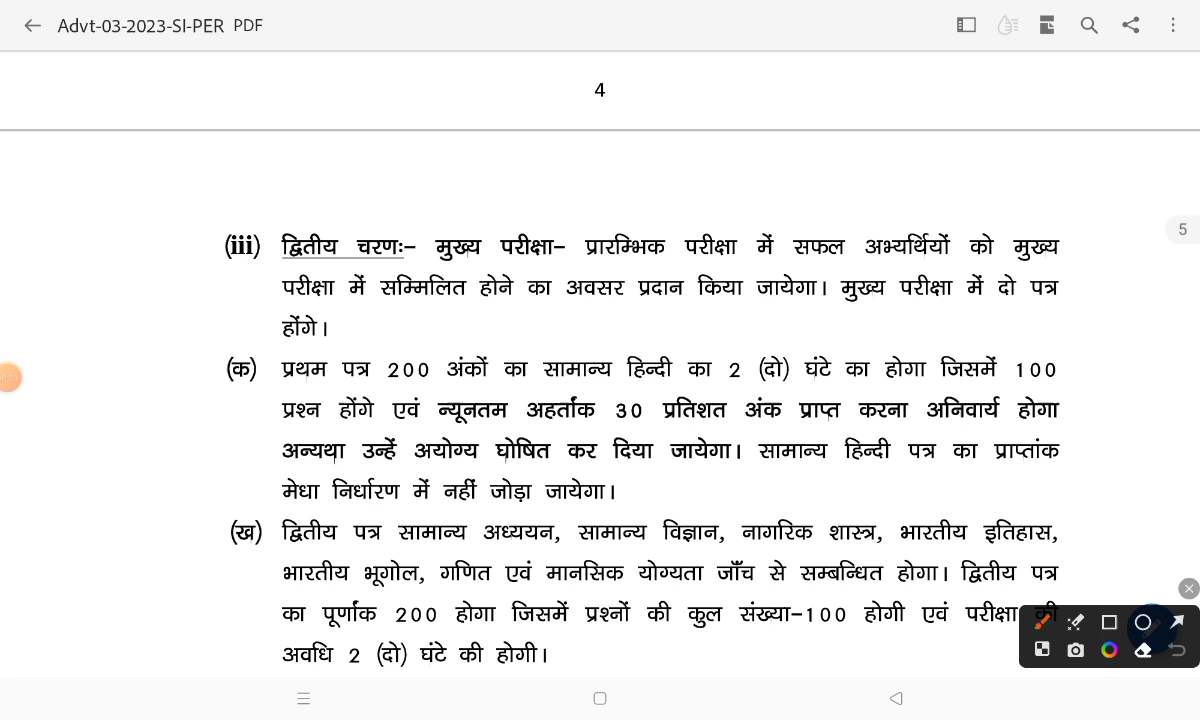 Advt-03-2023-SI-PER PDF
4
5
(iii) द्वितीय चरणः– मुख्य परीक्षा– प्रारम्भिक परीक्षा में सफल अभ्यर्थियों को मुख्य
परीक्षा में सम्मिलित होने का अवसर प्रदान किया जायेगा। मुख्य परीक्षा में दो पत्र
होंगे।
(क) प्रथम पत्र 200 अंकों का सामान्य हिन्दी का 2 (दो) घंटे का होगा जिसमें 100
प्रश्न होंगे एवं न्यूनतम अहर्तांक 30 प्रतिशत अंक प्राप्त करना अनिवार्य होगा
अन्यथा उन्हें अयोग्य घोषित कर दिया जायेगा। सामान्य हिन्दी पत्र का प्राप्तांक
मेधा निर्धारण में नहीं जोड़ा जायेगा।
(ख) द्वितीय पत्र सामान्य अध्ययन, सामान्य विज्ञान, नागरिक शास्त्र, भारतीय इतिहास,
भारतीय भूगोल, गणित एवं मानसिक योग्यता जाँच से सम्बन्धित होगा। द्वितीय पत्र
का पूर्णांक 200 होगा जिसमें प्रश्नों की कुल संख्या–100 होगी एवं परीक्षा की
अवधि 2 (दो) घंटे की होगी।